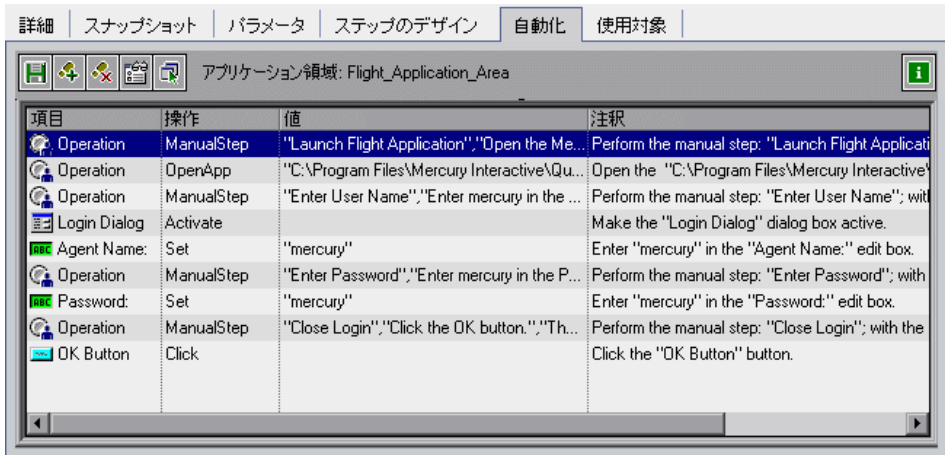 詳細 スナップショット パラメータ ステップのデザイン 自動化 使用対象
アプリケーション領域: Flight_Application_Area
項目 操作 値 注釈
Operation ManualStep "Launch Flight Application","Open the Me... Perform the manual step: "Launch Flight Applicati
Operation OpenApp "C:\Program Files\Mercury Interactive\Qu... Open the "C:\Program Files\Mercury Interactive\
Operation ManualStep "Enter User Name","Enter mercury in the ... Perform the manual step: "Enter User Name"; wit
Login Dialog Activate Make the "Login Dialog" dialog box active.
ABC Agent Name: Set "mercury" Enter "mercury" in the "Agent Name:" edit box.
Operation ManualStep "Enter Password","Enter mercury in the P... Perform the manual step: "Enter Password"; with
ABC Password: Set "mercury" Enter "mercury" in the "Password:" edit box.
Operation ManualStep "Close Login","Click the OK button.","Th... Perform the manual step: "Close Login"; with the
OK Button Click Click the "OK Button" button.